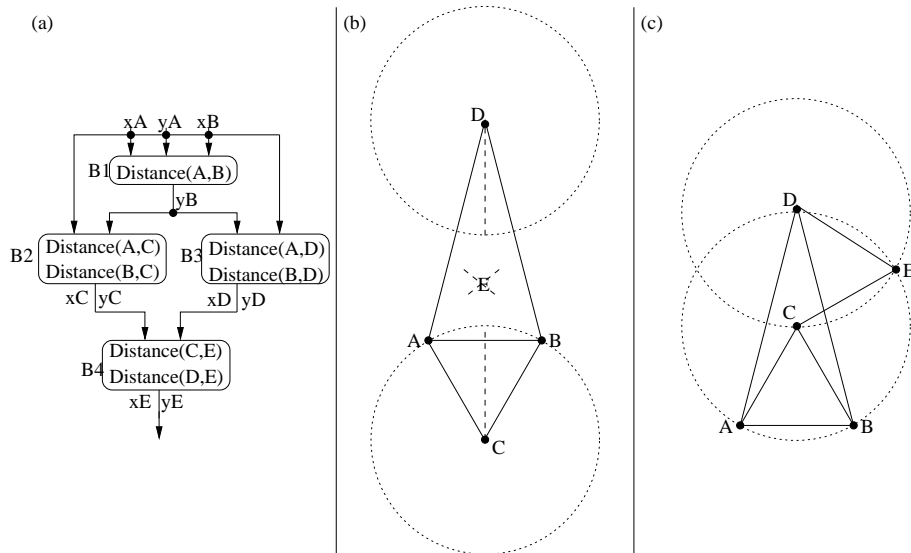 (a)
xA yA xB
B1
Distance(A,B)
yB
B2
Distance(A,C)
Distance(B,C)
B3
Distance(A,D)
Distance(B,D)
xC yC
xD yD
B4
Distance(C,E)
Distance(D,E)
xE yE
(b)
D
E
A
B
C
(c)
D
E
C
A
B